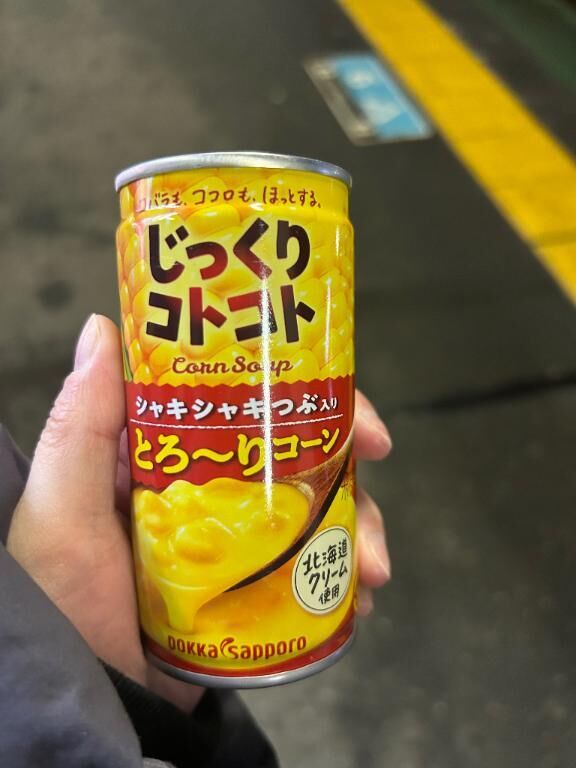 コバラも、ココロも、ほっとする。
じっくり
コトコト
Corn Soup
シャキシャキつぶ入り
とろ〜りコーン
北海道
クリーム
使用
pokka sapporo